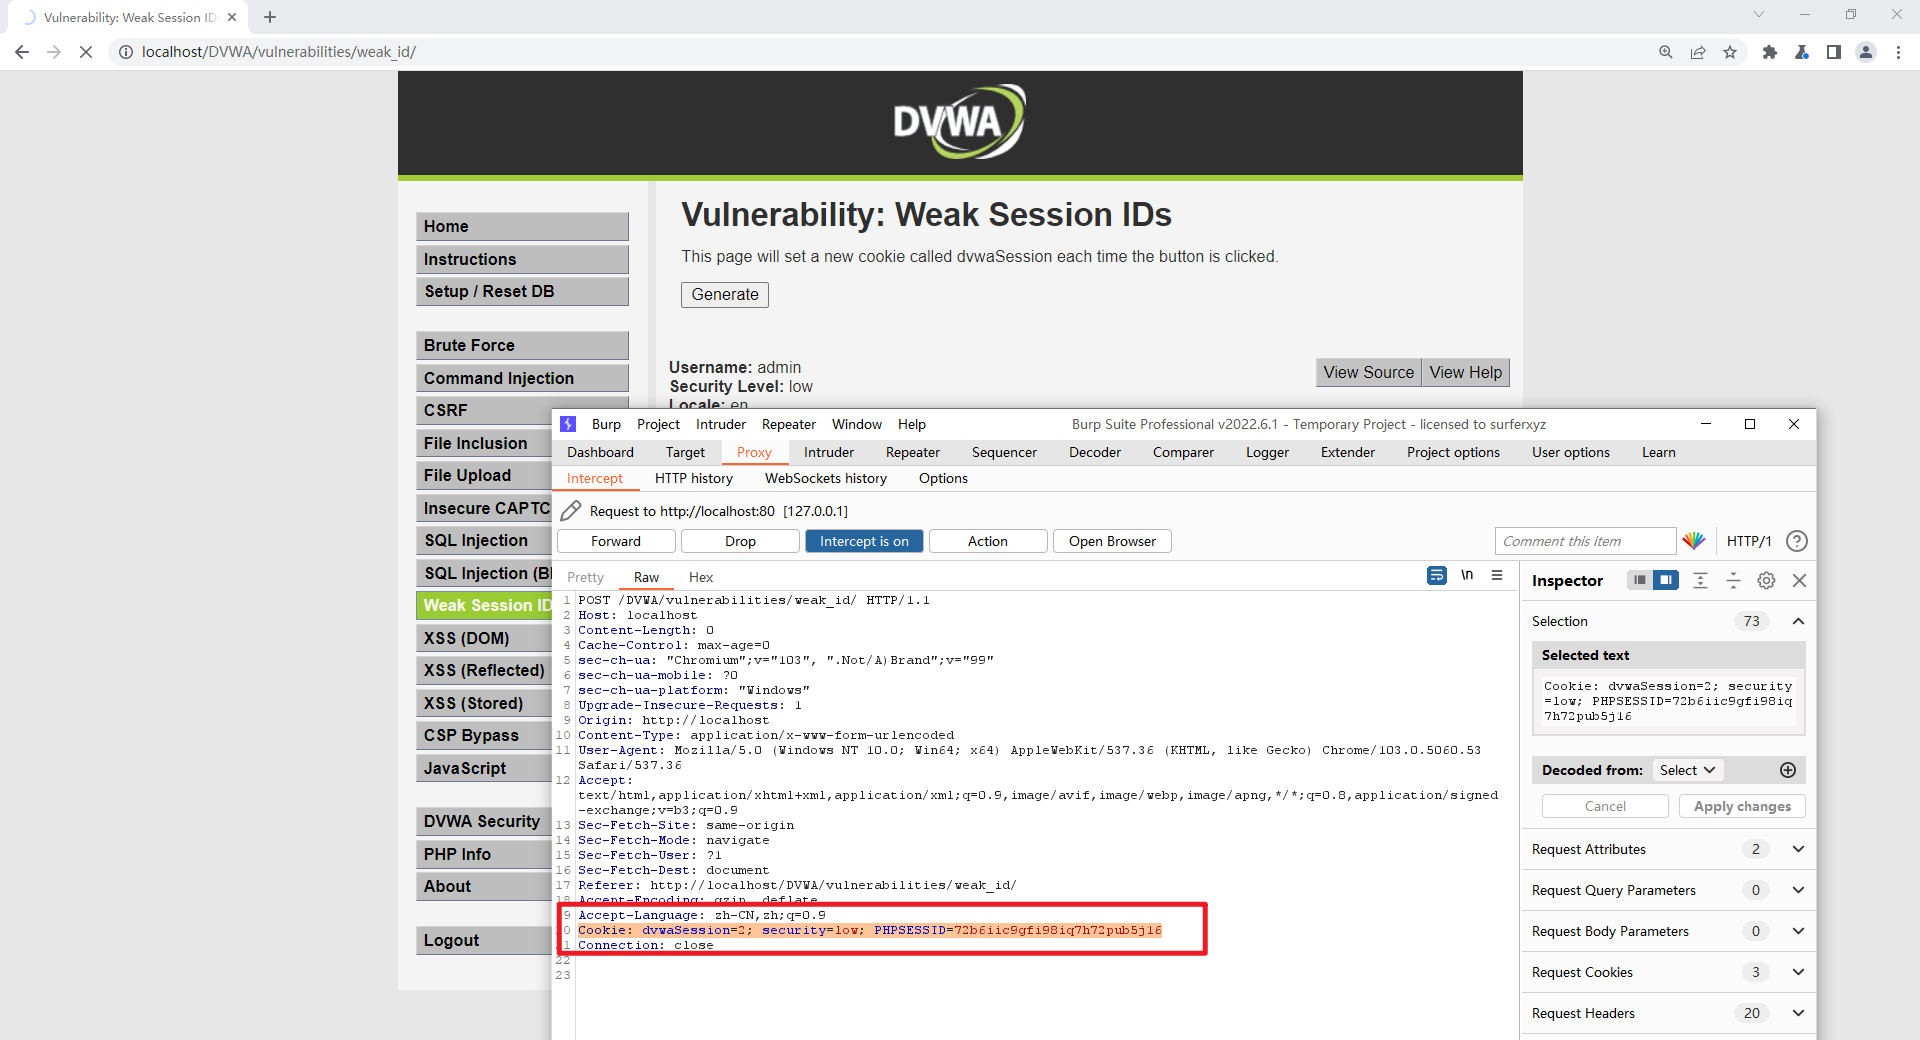 Vulnerability: Weak Session ID
localhost/DVWA/vulnerabilities/weak_id/
DVWA
Home
Instructions
Setup / Reset DB
Brute Force
Command Injection
CSRF
File Inclusion
File Upload
Insecure CAPTC
SQL Injection
SQL Injection (Bl
Weak Session ID
XSS (DOM)
XSS (Reflected)
XSS (Stored)
CSP Bypass
JavaScript
DVWA Security
PHP Info
About
Logout
Vulnerability: Weak Session IDs
This page will set a new cookie called dvwaSession each time the button is clicked.
Generate
Username: admin
Security Level: low
Locale: en
View Source View Help
Burp Project Intruder Repeater Window Help Burp Suite Professional v2022.6.1 - Temporary Project - licensed to surferxyz
Dashboard Target Proxy Intruder Repeater Sequencer Decoder Comparer Logger Extender Project options User options Learn
Intercept HTTP history WebSockets history Options
Request to http://localhost:80 [127.0.0.1]
Forward Drop Intercept is on Action Open Browser Comment this item HTTP/1 ?
Pretty Raw Hex \n
1 POST /DVWA/vulnerabilities/weak_id/ HTTP/1.1
2 Host: localhost
3 Content-Length: 0
4 Cache-Control: max-age=0
5 sec-ch-ua: "Chromium";v="103", ".Not/A)Brand";v="99"
6 sec-ch-ua-mobile: ?0
7 sec-ch-ua-platform: "Windows"
8 Upgrade-Insecure-Requests: 1
9 Origin: http://localhost
10 Content-Type: application/x-www-form-urlencoded
11 User-Agent: Mozilla/5.0 (Windows NT 10.0; Win64; x64) AppleWebKit/537.36 (KHTML, like Gecko) Chrome/103.0.5060.53
Safari/537.36
12 Accept:
text/html,application/xhtml+xml,application/xml;q=0.9,image/avif,image/webp,image/apng,*/*;q=0.8,application/signed
-exchange;v=b3;q=0.9
13 Sec-Fetch-Site: same-origin
14 Sec-Fetch-Mode: navigate
15 Sec-Fetch-User: ?1
16 Sec-Fetch-Dest: document
17 Referer: http://localhost/DVWA/vulnerabilities/weak_id/
18 Accept-Encoding: gzip, deflate
19 Accept-Language: zh-CN,zh;q=0.9
20 Cookie: dvwaSession=2; security=low; PHPSESSID=72b6iic9gfi98iq7h72pub5j16
21 Connection: close
22
23
Inspector
Selection 73
Selected text
Cookie: dvwaSession=2; security
=low; PHPSESSID=72b6iic9gfi98iq
7h72pub5j16
Decoded from: Select
Cancel Apply changes
Request Attributes 2
Request Query Parameters 0
Request Body Parameters 0
Request Cookies 3
Request Headers 20